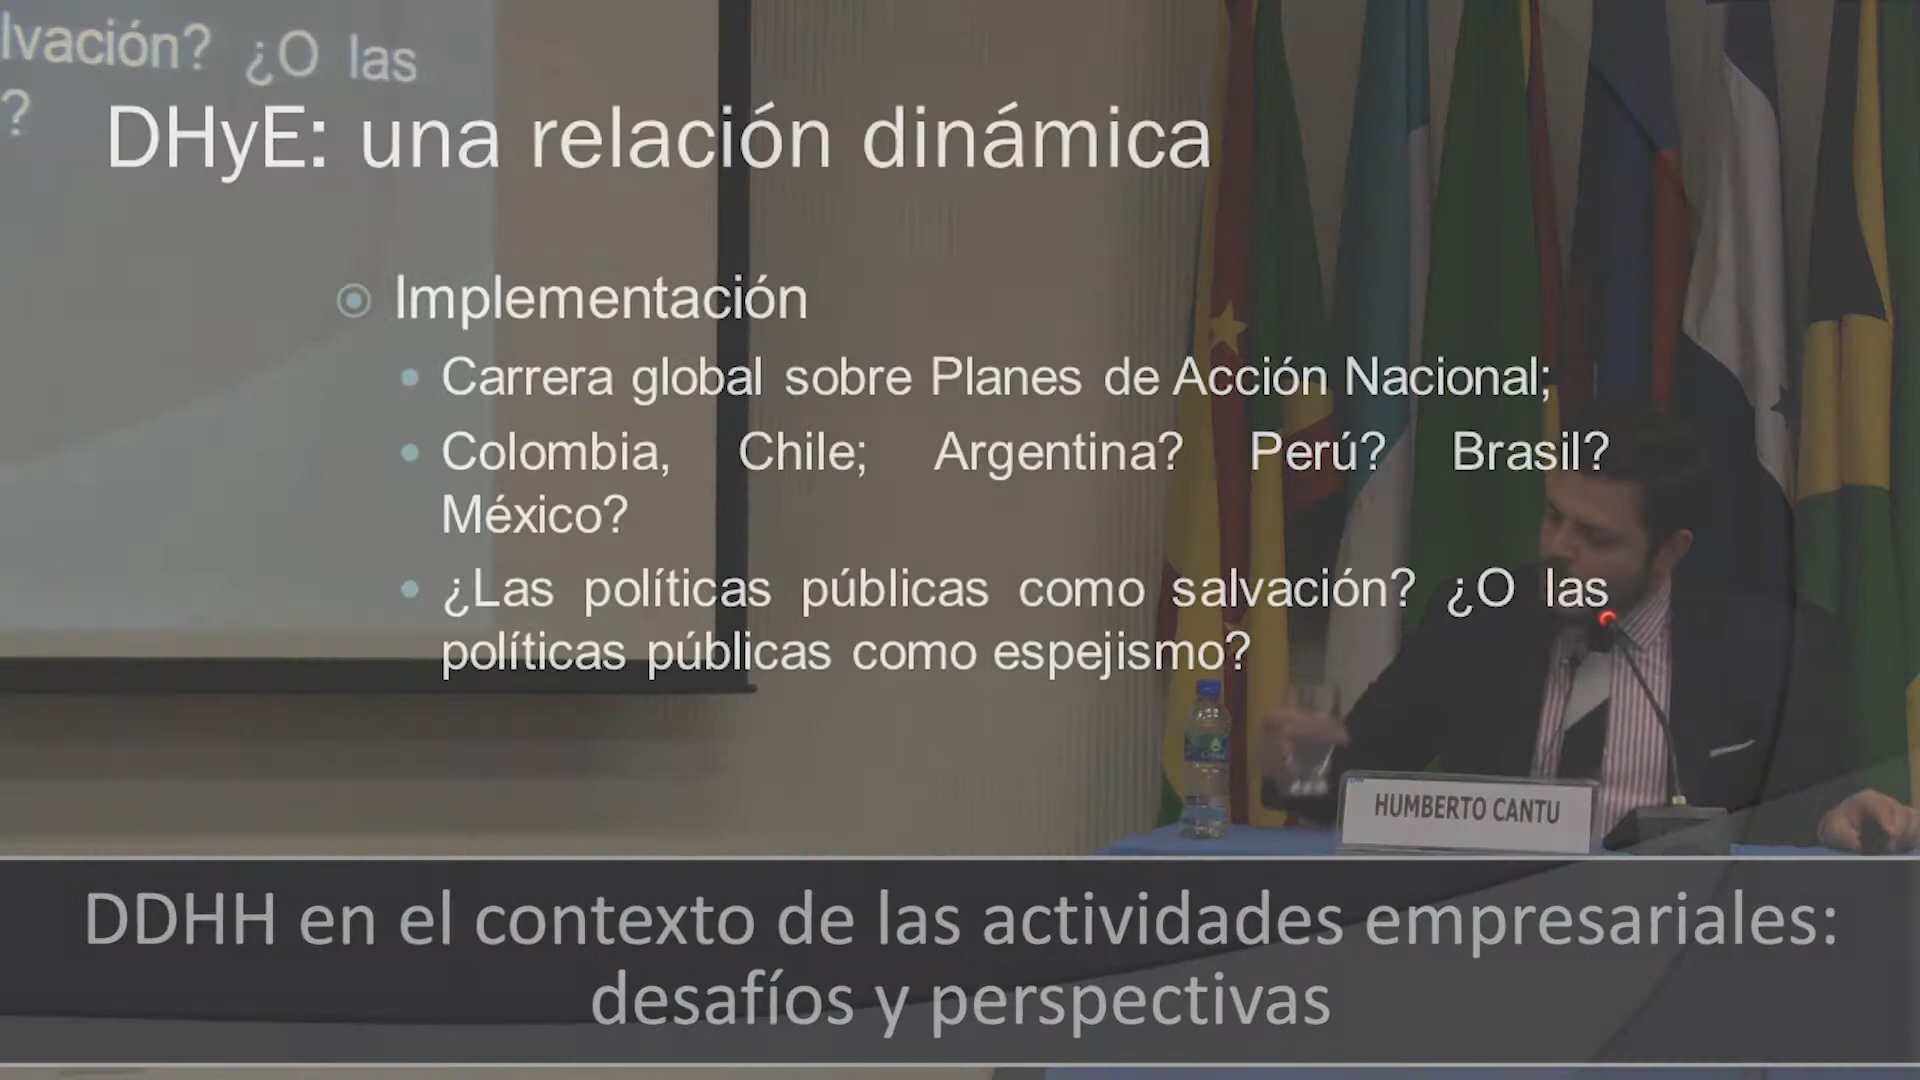 lvación? ¿O las
?
DHyE: una relación dinámica
Implementación
Carrera global sobre Planes de Acción Nacional;
Colombia, Chile; Argentina? Perú? Brasil?
México?
¿Las políticas públicas como salvación? ¿O las
políticas públicas como espejismo?
HUMBERTO CANTU
DDHH en el contexto de las actividades empresariales:
desafíos y perspectivas